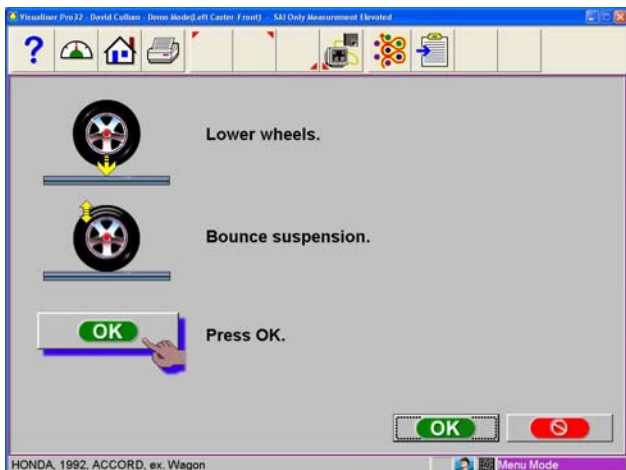 Visualiner Pro32 - David Cullum - Demo Mode(Left Caster-Front) - SAI Only Measurement Elevated
Lower wheels.
Bounce suspension.
OK
Press OK.
OK
HONDA, 1992, ACCORD, ex. Wagon
Menu Mode